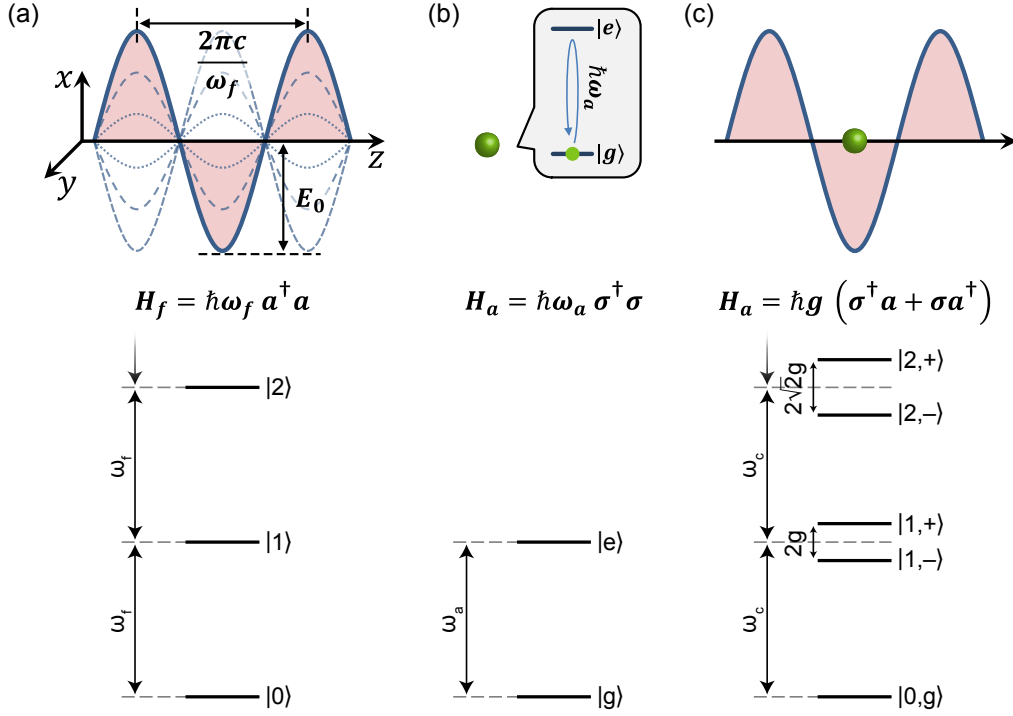 (a)
2πc
ω_f
x
y
z
E₀
H_f = ħω_f a†a
|2⟩
ω_f
|1⟩
ω_f
|0⟩
(b)
|e⟩
ħω_a
|g⟩
H_a = ħω_a σ†σ
|e⟩
ω_a
|g⟩
(c)
H_a = ħg (σ†a + σa†)
|2,+⟩
2√2g
|2,–⟩
ω_c
|1,+⟩
2g
|1,–⟩
ω_c
|0,g⟩